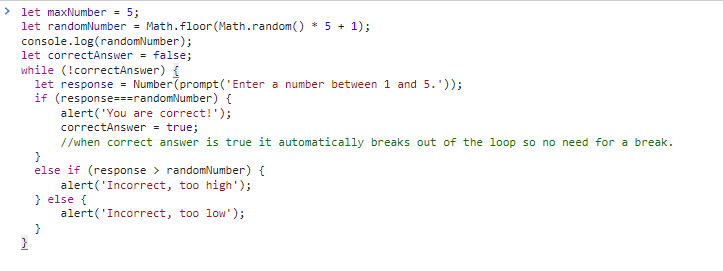 let maxNumber = 5;
let randomNumber = Math.floor(Math.random() * 5 + 1);
console.log(randomNumber);
let correctAnswer = false;
while (!correctAnswer) {
  let response = Number(prompt('Enter a number between 1 and 5.'));
  if (response===randomNumber) {
      alert('You are correct!');
      correctAnswer = true;
      //when correct answer is true it automatically breaks out of the loop so no need for a break.
  }
  else if (response > randomNumber) {
      alert('Incorrect, too high');
  } else {
      alert('Incorrect, too low');
  }
}